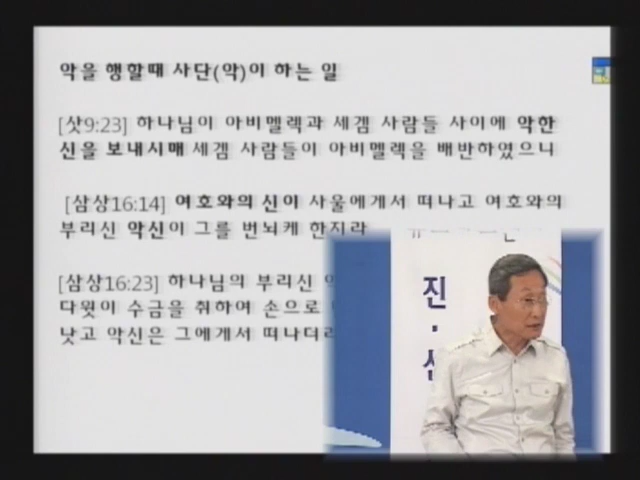 악을 행할때 사단(악)이 하는 일
[삿9:23] 하나님이 아비멜렉과 세겜 사람들 사이에 악한
신을 보내시매 세겜 사람들이 아비멜렉을 배반하였으니
[삼상16:14] 여호와의 신이 사울에게서 떠나고 여호와의
부리신 악신이 그를 번뇌케 한지라
[삼상16:23] 하나님의 부리신
다윗이 수금을 취하여 손으로
낫고 악신은 그에게서 떠나더라
진